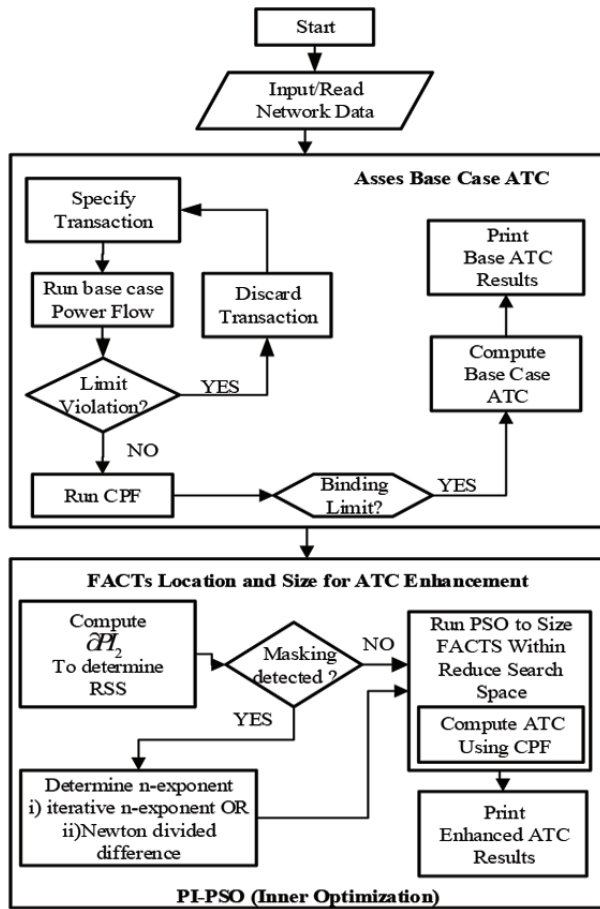 Start
Input/Read
Network Data
Asses Base Case ATC
Specify
Transaction
Run base case
Power Flow
Limit
Violation?
YES
Discard
Transaction
NO
Run CPF
Binding
Limit?
YES
Compute
Base Case
ATC
Print
Base ATC
Results
FACTs Location and Size for ATC Enhancement
Compute
∂PI₂
To determine
RSS
Masking
detected ?
NO
YES
Determine n-exponent
i) iterative n-exponent OR
ii)Newton divided
difference
Run PSO to Size
FACTS Within
Reduce Search
Space
Compute ATC
Using CPF
Print
Enhanced ATC
Results
PI-PSO (Inner Optimization)